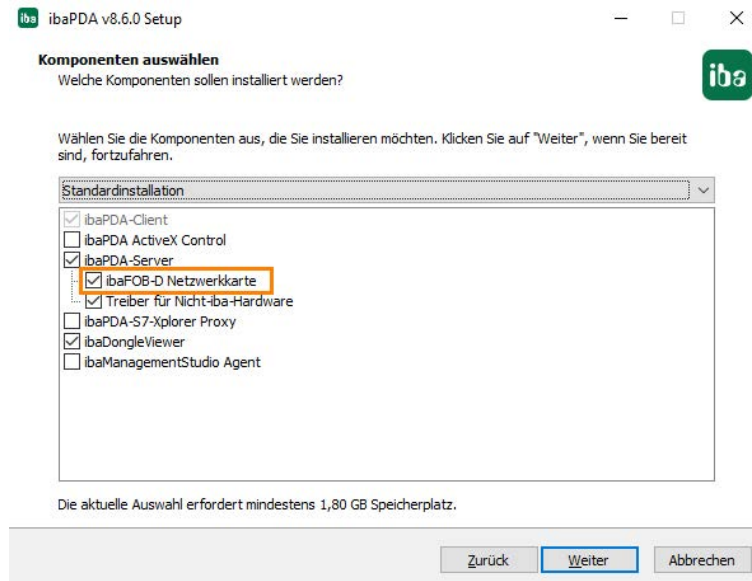 iba ibaPDA v8.6.0 Setup
Komponenten auswählen
Welche Komponenten sollen installiert werden?
iba
Wählen Sie die Komponenten aus, die Sie installieren möchten. Klicken Sie auf "Weiter", wenn Sie bereit
sind, fortzufahren.
Standardinstallation
ibaPDA-Client
ibaPDA ActiveX Control
ibaPDA-Server
ibaFOB-D Netzwerkkarte
Treiber für Nicht-iba-Hardware
ibaPDA-S7-Xplorer Proxy
ibaDongleViewer
ibaManagementStudio Agent
Die aktuelle Auswahl erfordert mindestens 1,80 GB Speicherplatz.
Zurück Weiter Abbrechen